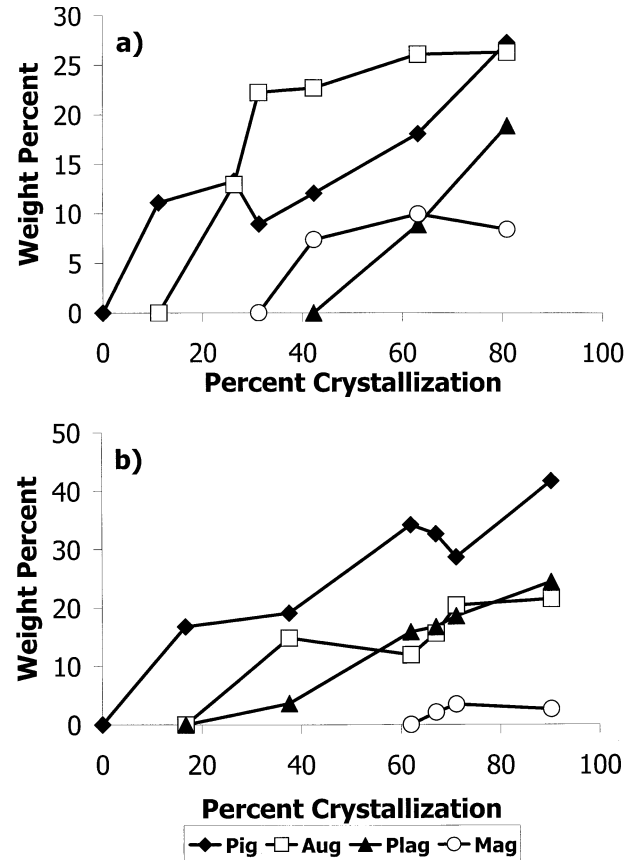 a)
30
25
20
15
10
5
0
Weight Percent
0 20 40 60 80 100
Percent Crystallization
b)
50
40
30
20
10
0
Weight Percent
0 20 40 60 80 100
Percent Crystallization
Pig Aug Plag Mag